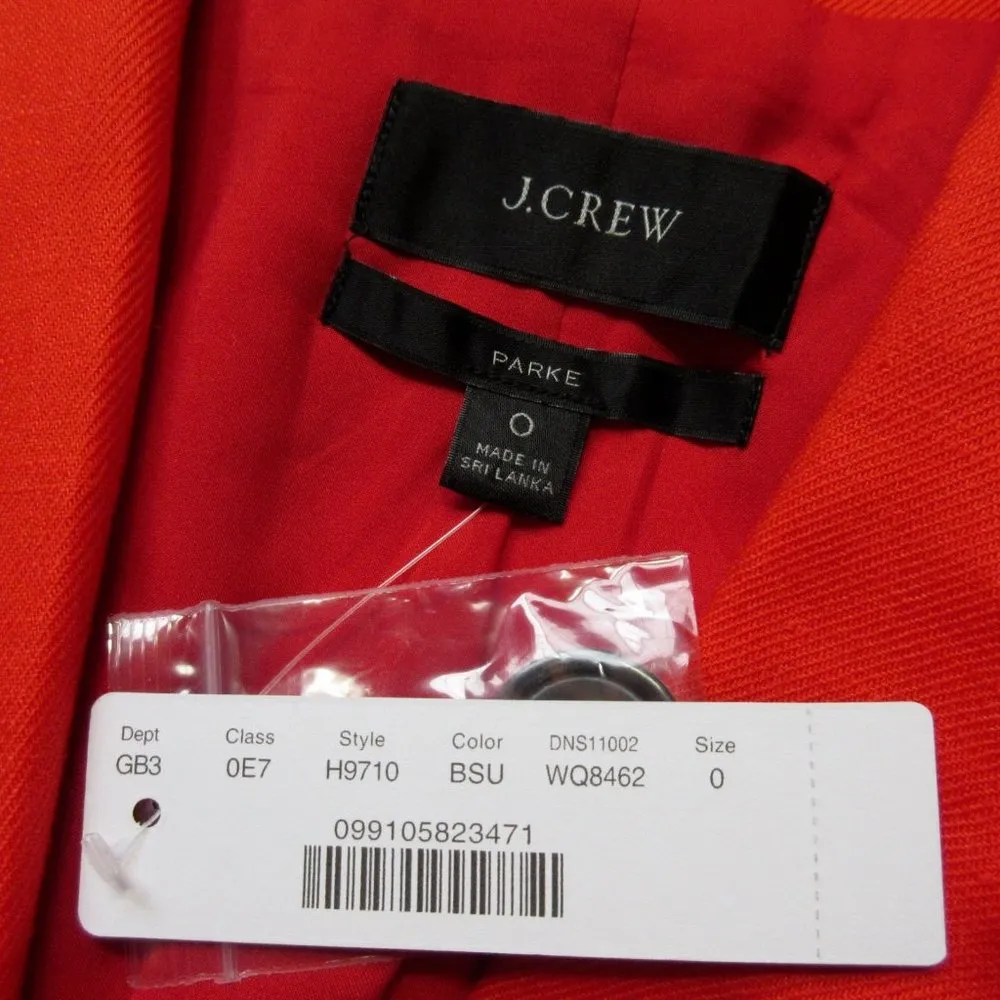 J.CREW
PARKE
0
MADE IN
SRI LANKA
Dept Class Style Color DNS11002 Size
GB3 0E7 H9710 BSU WQ8462 0
099105823471